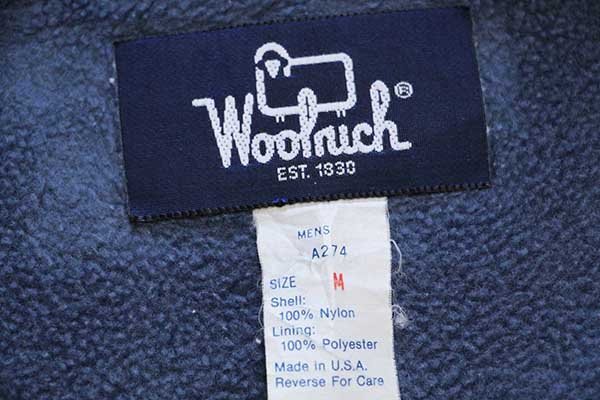 Woolrich®
EST. 1830
MENS
A274
SIZE M
Shell:
100% Nylon
Lining:
100% Polyester
Made in U.S.A.
Reverse For Care